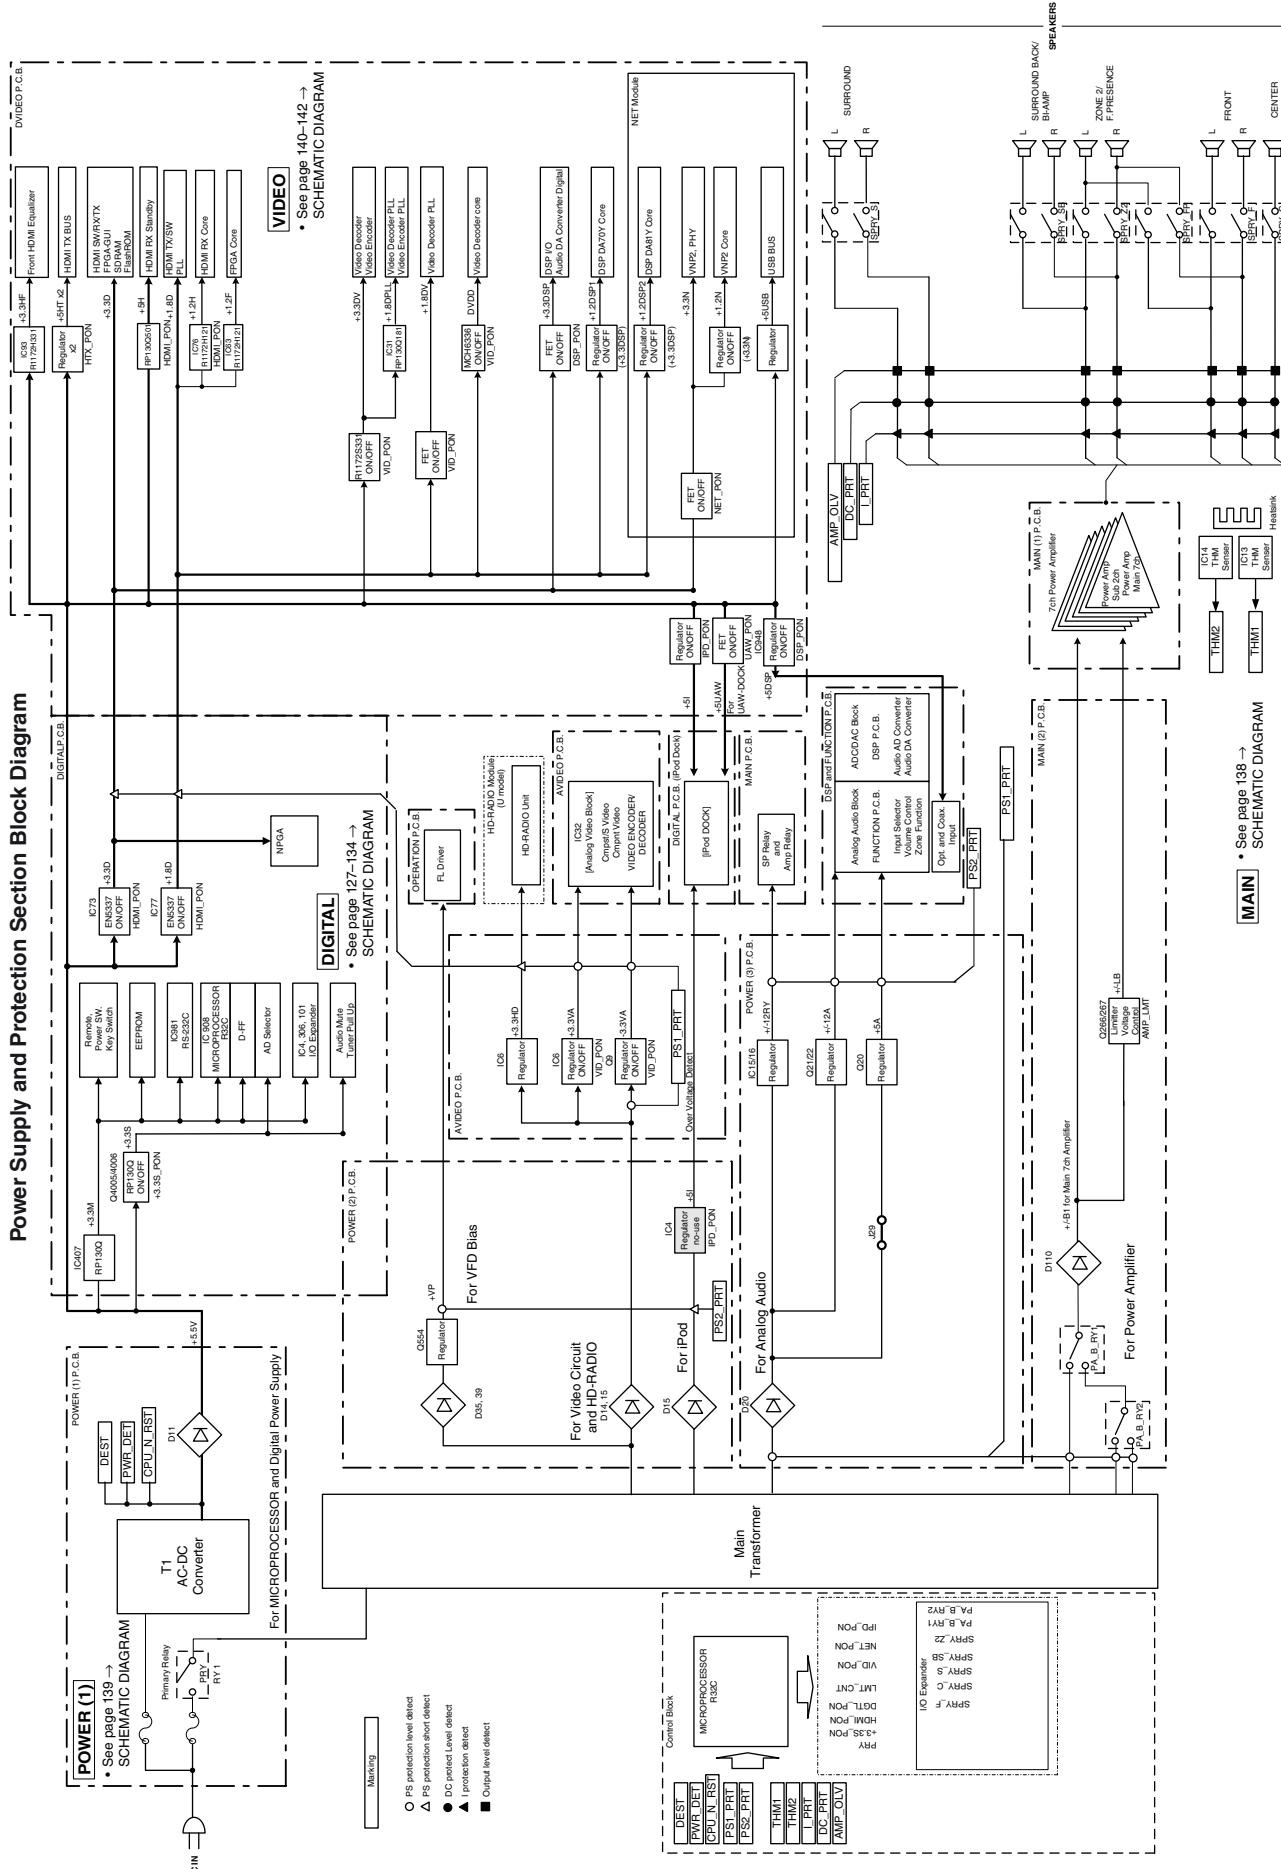 Power Supply and Protection Section Block Diagram
POWER (1)
• See page 139 →
SCHEMATIC DIAGRAM
POWER (1) P.C.B.
Primary Relay
PRY
RY 1
T1
AC-DC
Converter
DEST
PWR_DET
CPU_N_RST
D11
+5.5V
For MICROPROCESSOR and Digital Power Supply
DIGITAL P.C.B.
IC407
RP130Q
+3.3M
Q4005/4006
RP130Q
ON/OFF
+3.3S
+3.3S_PON
Remote,
Power SW.
Key Switch
EEPROM
IC981
RS-232C
IC 908
MICROPROCESSOR
R32C
D-FF
AD Selector
IC4, 306, 101
I/O Expander
Audio Mute
Tuner Pull Up
IC73
EN5337
ON/OFF
HDMI_PON
+3.3D
IC77
EN5337
ON/OFF
HDMI_PON
+1.8D
NPGA
DIGITAL
• See page 127–134 →
SCHEMATIC DIAGRAM
DVIDEO P.C.B.
IC93
R1172H331
+3.3HF
Front HDMI Equalizer
Regulator
x2
HTX_PON
+5HT x2
HDMI TX BUS
+3.3D
HDMI SW/RX/TX
FPGA-GUI
SDRAM
FlashROM
RP130Q501
HDMI_PON
+5H
HDMI RX Standby
+1.8D
HDMI TX/SW
PLL
IC76
R1172H121
HDMI_PON
+1.2H
HDMI RX Core
IC63
R1172H121
+1.2F
FPGA Core
VIDEO
• See page 140–142 →
SCHEMATIC DIAGRAM
R1172S331
ON/OFF
VID_PON
+3.3DV
Video Decoder
Video Encoder
IC31
RP130Q181
+1.8DPLL
Video Decoder PLL
Video Encoder PLL
FET
ON/OFF
VID_PON
+1.8DV
Video Decoder PLL
MCH6336
ON/OFF
VID_PON
DVDD
Video Decoder core
FET
ON/OFF
DSP_PON
+3.3DSP
DSP I/O
Audio DA Converter Digital
Regulator
ON/OFF
(+3.3DSP)
+1.2DSP1
DSP DA70Y Core
NET Module
Regulator
ON/OFF
(+3.3DSP)
+1.2DSP2
DSP DA81Y Core
FET
ON/OFF
NET_PON
+3.3N
VNP2, PHY
Regulator
ON/OFF
(+3.3N)
+1.2N
VNP2 Core
Regulator
+5USB
USB BUS
Regulator
ON/OFF
IPD_PON
+5I
FET
ON/OFF
UAW_PON
+5UAW
For
UAW-DOCK
IC948
Regulator
ON/OFF
DSP_PON
+5DSP
POWER (2) P.C.B.
D35, 39
Q554
Regulator
+VP
For VFD Bias
For Video Circuit
and HD-RADIO
D14,15
For iPod
D15
PS2_PRT
IC4
Regulator
no-use
IPD_PON
+5I
AVIDEO P.C.B.
IC6
Regulator
+3.3HD
IC6
Regulator
ON/OFF
VID_PON
+3.3VA
Q9
Regulator
ON/OFF
VID_PON
-3.3VA
PS1_PRT
Over Voltage Detect
OPERATION P.C.B.
FL Driver
HD-RADIO Module
(U model)
HD-RADIO Unit
AVIDEO P.C.B.
IC32
[Analog Video Block]
Cmpst/S Video
Cmpnt Video
VIDEO ENCODER/
DECODER
DIGITAL P.C.B. (iPod Dock)
[iPod DOCK]
MAIN P.C.B.
SP Relay
and
Amp Relay
DSP and FUNCTION P.C.B.
Analog Audio Block
FUNCTION P.C.B.
Input Selector
Volume Control
Zone Function
ADC/DAC Block
DSP P.C.B.
Audio AD Converter
Audio DA Converter
Opt. and Coax.
Input
PS2_PRT
PS1_PRT
For Analog Audio
D20
POWER (3) P.C.B.
IC15/16
Regulator
+/-12RY
Q21/22
Regulator
+/-12A
Q20
Regulator
+5A
J29
MAIN (2) P.C.B.
PA_B_RY1
PA_B_RY2
For Power Amplifier
D110
+/-B1 for Main 7ch Amplifier
Q266/267
Limitter
Voltage
Control
AMP_LMT
+/-LB
MAIN (1) P.C.B.
7ch Power Amplifier
Power Amp
Sub 2ch
Power Amp
Main 7ch
IC14
THM
Senser
THM2
IC13
THM
Senser
THM1
Heatsink
MAIN
• See page 138 →
SCHEMATIC DIAGRAM
AMP_OLV
DC_PRT
I_PRT
SPEAKERS
SURROUND
L
R
SPRY_S
SURROUND BACK/
BI-AMP
L
R
SPRY_SB
ZONE 2/
F.PRESENCE
L
R
SPRY_Z2
FRONT
L
R
SPRY_F
CENTER
Main
Transformer
Marking
PS protection level detect
PS protection short detect
DC protect Level detect
I protection detect
Output level detect
Control Block
DEST
PWR_DET
CPU_N_RST
PS1_PRT
PS2_PRT
THM1
THM2
I_PRT
DC_PRT
AMP_OLV
MICROPROCESSOR
R32C
PRY
+3.3S_PON
HDMI_PON
DGTL_PON
LMT_CNT
VID_PON
NET_PON
IPD_PON
I/O Expander
SPRY_F
SPRY_C
SPRY_S
SPRY_SB
SPRY_Z2
PA_B_RY1
PA_B_RY2